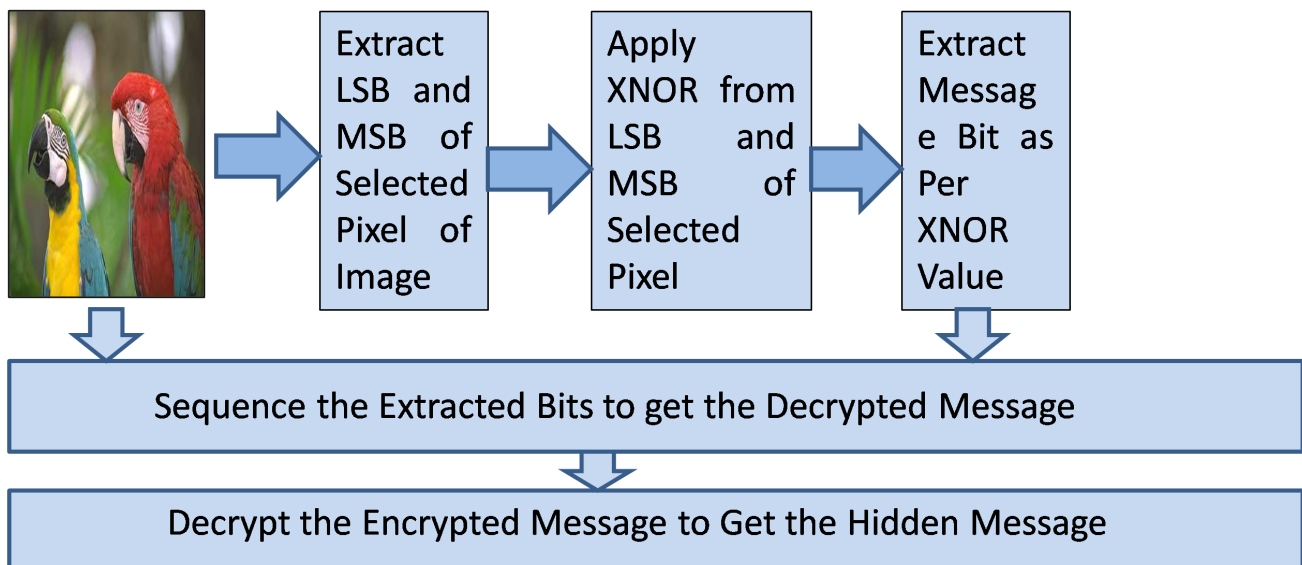 Extract
LSB and
MSB of
Selected
Pixel of
Image
Apply
XNOR from
LSB and
MSB of
Selected
Pixel
Extract
Messag
e Bit as
Per
XNOR
Value
Sequence the Extracted Bits to get the Decrypted Message
Decrypt the Encrypted Message to Get the Hidden Message